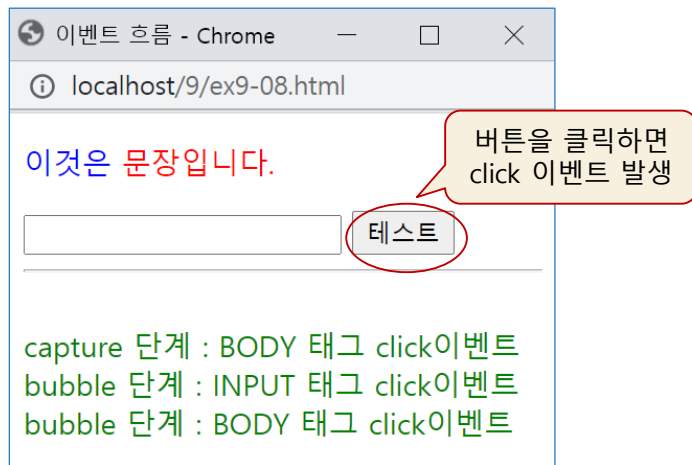 이벤트 흐름 - Chrome
localhost/9/ex9-08.html
버튼을 클릭하면
click 이벤트 발생
이것은 문장입니다.
테스트
capture 단계 : BODY 태그 click이벤트
bubble 단계 : INPUT 태그 click이벤트
bubble 단계 : BODY 태그 click이벤트